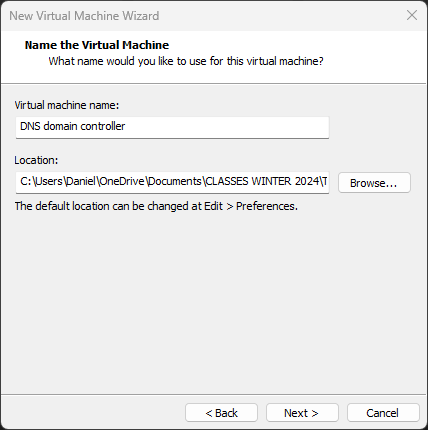 New Virtual Machine Wizard
Name the Virtual Machine
What name would you like to use for this virtual machine?
Virtual machine name:
DNS domain controller
Location:
C:\Users\Daniel\OneDrive\Documents\CLASSES WINTER 2024\T
Browse...
The default location can be changed at Edit > Preferences.
< Back
Next >
Cancel